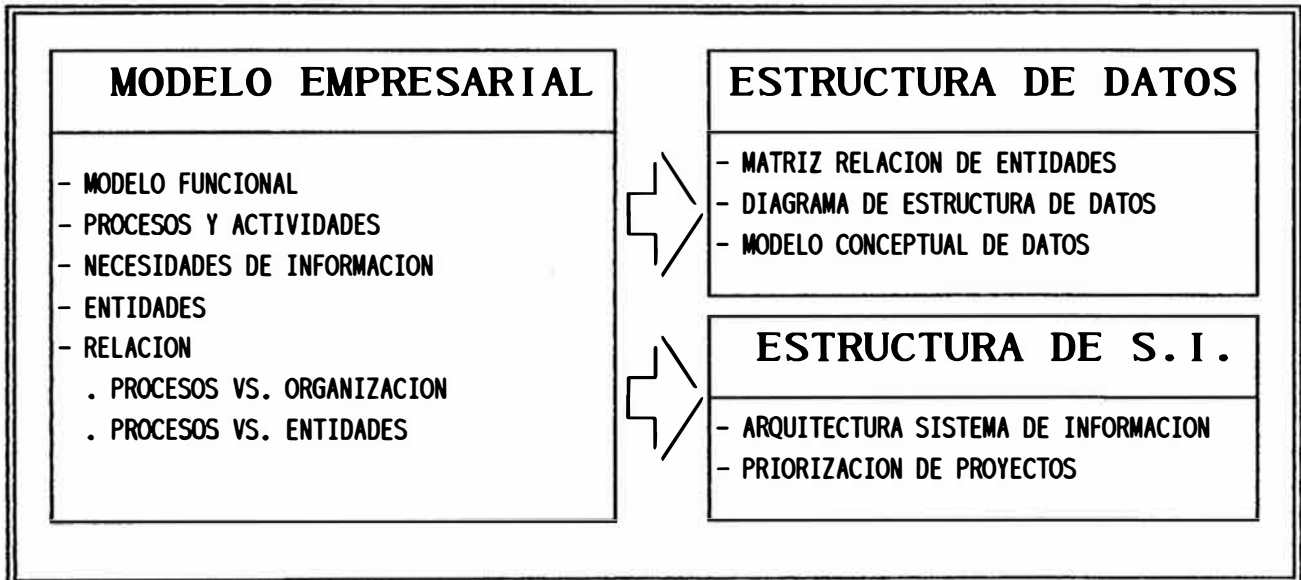 MODELO EMPRESARIAL
- MODELO FUNCIONAL
- PROCESOS Y ACTIVIDADES
- NECESIDADES DE INFORMACION
- ENTIDADES
- RELACION
. PROCESOS VS. ORGANIZACION
. PROCESOS VS. ENTIDADES
ESTRUCTURA DE DATOS
- MATRIZ RELACION DE ENTIDADES
- DIAGRAMA DE ESTRUCTURA DE DATOS
- MODELO CONCEPTUAL DE DATOS
ESTRUCTURA DE S.I.
- ARQUITECTURA SISTEMA DE INFORMACION
- PRIORIZACION DE PROYECTOS